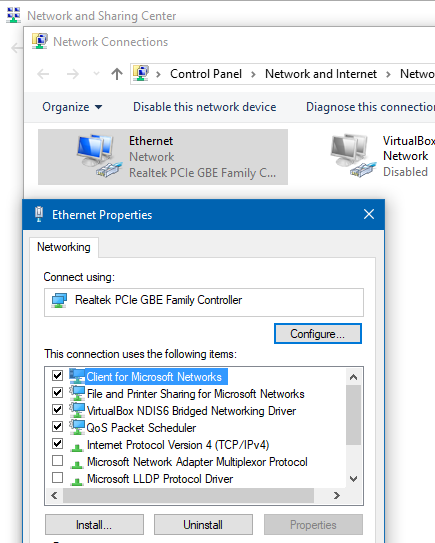 Network and Sharing Center
Network Connections
Control Panel > Network and Internet > Netwo
Organize Disable this network device Diagnose this connection
Ethernet
Network
Realtek PCIe GBE Family C...
VirtualBox
Network
Disabled
Ethernet Properties
Networking
Connect using:
Realtek PCIe GBE Family Controller
Configure...
This connection uses the following items:
Client for Microsoft Networks
File and Printer Sharing for Microsoft Networks
VirtualBox NDIS6 Bridged Networking Driver
QoS Packet Scheduler
Internet Protocol Version 4 (TCP/IPv4)
Microsoft Network Adapter Multiplexor Protocol
Microsoft LLDP Protocol Driver
Install... Uninstall Properties